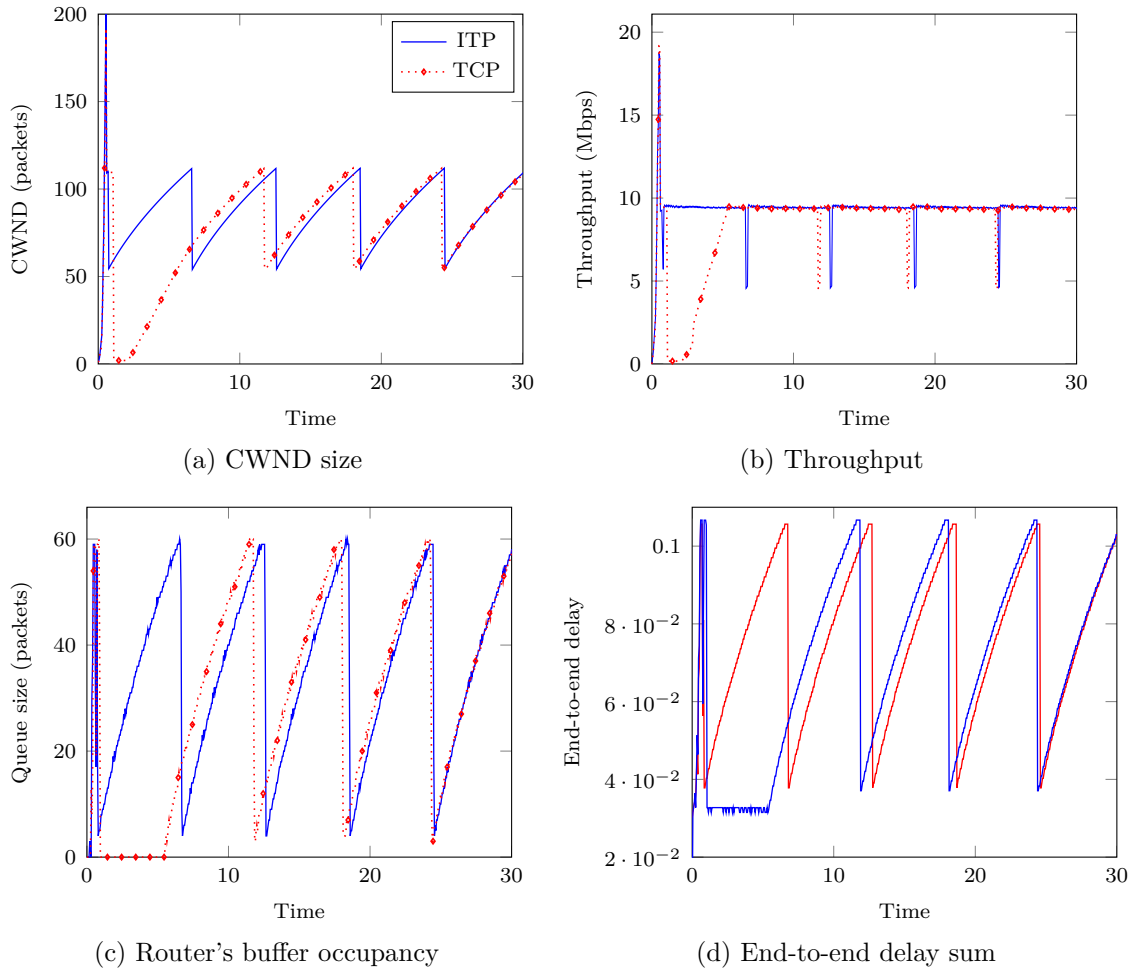 200
150
100
50
0
CWND (packets)
ITP
TCP
0 10 20 30
Time
(a) CWND size
20
15
10
5
0
Throughput (Mbps)
0 10 20 30
Time
(b) Throughput
60
40
20
0
Queue size (packets)
0 10 20 30
Time
(c) Router's buffer occupancy
0.1
8 · 10⁻²
6 · 10⁻²
4 · 10⁻²
2 · 10⁻²
End-to-end delay
0 10 20 30
Time
(d) End-to-end delay sum